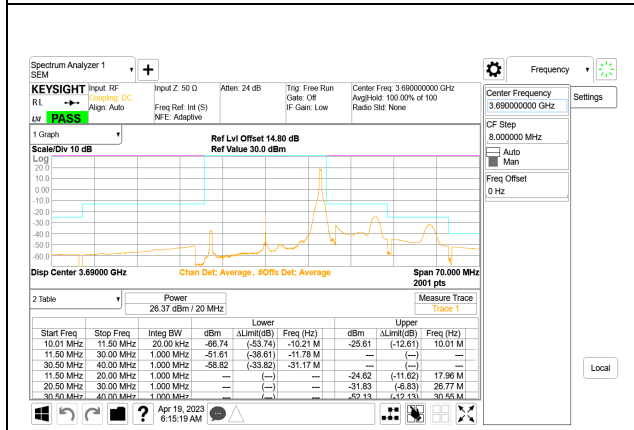 Spectrum Analyzer 1
SEM
Frequency
KEYSIGHT
R L
LXI
PASS
Input: RF
Coupling: DC
Align: Auto
Input Z: 50 Ω
Freq Ref: Int (S)
NFE: Adaptive
Atten: 24 dB
Trig: Free Run
Gate: Off
IF Gain: Low
Center Freq: 3.690000000 GHz
Avg|Hold: 100.00% of 100
Radio Std: None
Center Frequency
3.690000000 GHz
Settings
CF Step
8.000000 MHz
Auto
Man
Freq Offset
0 Hz
1 Graph
Scale/Div 10 dB
Ref Lvl Offset 14.80 dB
Ref Value 30.0 dBm
Log
20.0
10.0
0.00
-10.0
-20.0
-30.0
-40.0
-50.0
-60.0
Disp Center 3.69000 GHz
Chan Det: Average, #Offs Det: Average
Span 70.000 MHz
2001 pts
2 Table
Power
26.37 dBm / 20 MHz
Measure Trace
Trace 1
Lower Upper
Start Freq Stop Freq Integ BW dBm ΔLimit(dB) Freq (Hz) dBm ΔLimit(dB) Freq (Hz)
10.01 MHz 11.50 MHz 20.00 kHz -66.74 (-53.74) -10.21 M -25.61 (-12.61) 10.01 M
11.50 MHz 30.00 MHz 1.000 MHz -51.61 (-38.61) -11.78 M --- (---) ---
30.50 MHz 40.00 MHz 1.000 MHz -58.82 (-33.82) -31.17 M --- (---) ---
11.50 MHz 20.00 MHz 1.000 MHz --- (---) --- -24.62 (-11.62) 17.96 M
20.50 MHz 30.00 MHz 1.000 MHz --- (---) --- -31.83 (-6.83) 26.77 M
30.50 MHz 40.00 MHz 1.000 MHz --- (---) --- -52.13 (-12.13) 30.55 M
Local
?
Apr 19, 2023
6:15:19 AM